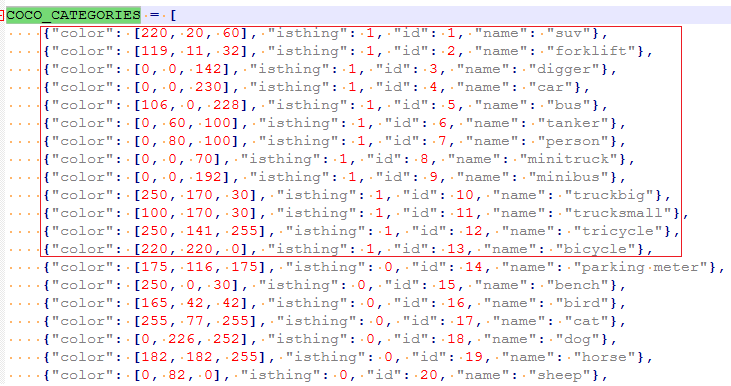 COCO_CATEGORIES = [
{"color": [220, 20, 60], "isthing": 1, "id": 1, "name": "suv"},
{"color": [119, 11, 32], "isthing": 1, "id": 2, "name": "forklift"},
{"color": [0, 0, 142], "isthing": 1, "id": 3, "name": "digger"},
{"color": [0, 0, 230], "isthing": 1, "id": 4, "name": "car"},
{"color": [106, 0, 228], "isthing": 1, "id": 5, "name": "bus"},
{"color": [0, 60, 100], "isthing": 1, "id": 6, "name": "tanker"},
{"color": [0, 80, 100], "isthing": 1, "id": 7, "name": "person"},
{"color": [0, 0, 70], "isthing": 1, "id": 8, "name": "minitruck"},
{"color": [0, 0, 192], "isthing": 1, "id": 9, "name": "minibus"},
{"color": [250, 170, 30], "isthing": 1, "id": 10, "name": "truckbig"},
{"color": [100, 170, 30], "isthing": 1, "id": 11, "name": "trucksmall"},
{"color": [250, 141, 255], "isthing": 1, "id": 12, "name": "tricycle"},
{"color": [220, 220, 0], "isthing": 1, "id": 13, "name": "bicycle"},
{"color": [175, 116, 175], "isthing": 0, "id": 14, "name": "parking meter"},
{"color": [250, 0, 30], "isthing": 0, "id": 15, "name": "bench"},
{"color": [165, 42, 42], "isthing": 0, "id": 16, "name": "bird"},
{"color": [255, 77, 255], "isthing": 0, "id": 17, "name": "cat"},
{"color": [0, 226, 252], "isthing": 0, "id": 18, "name": "dog"},
{"color": [182, 182, 255], "isthing": 0, "id": 19, "name": "horse"},
{"color": [0, 82, 0], "isthing": 0, "id": 20, "name": "sheep"},